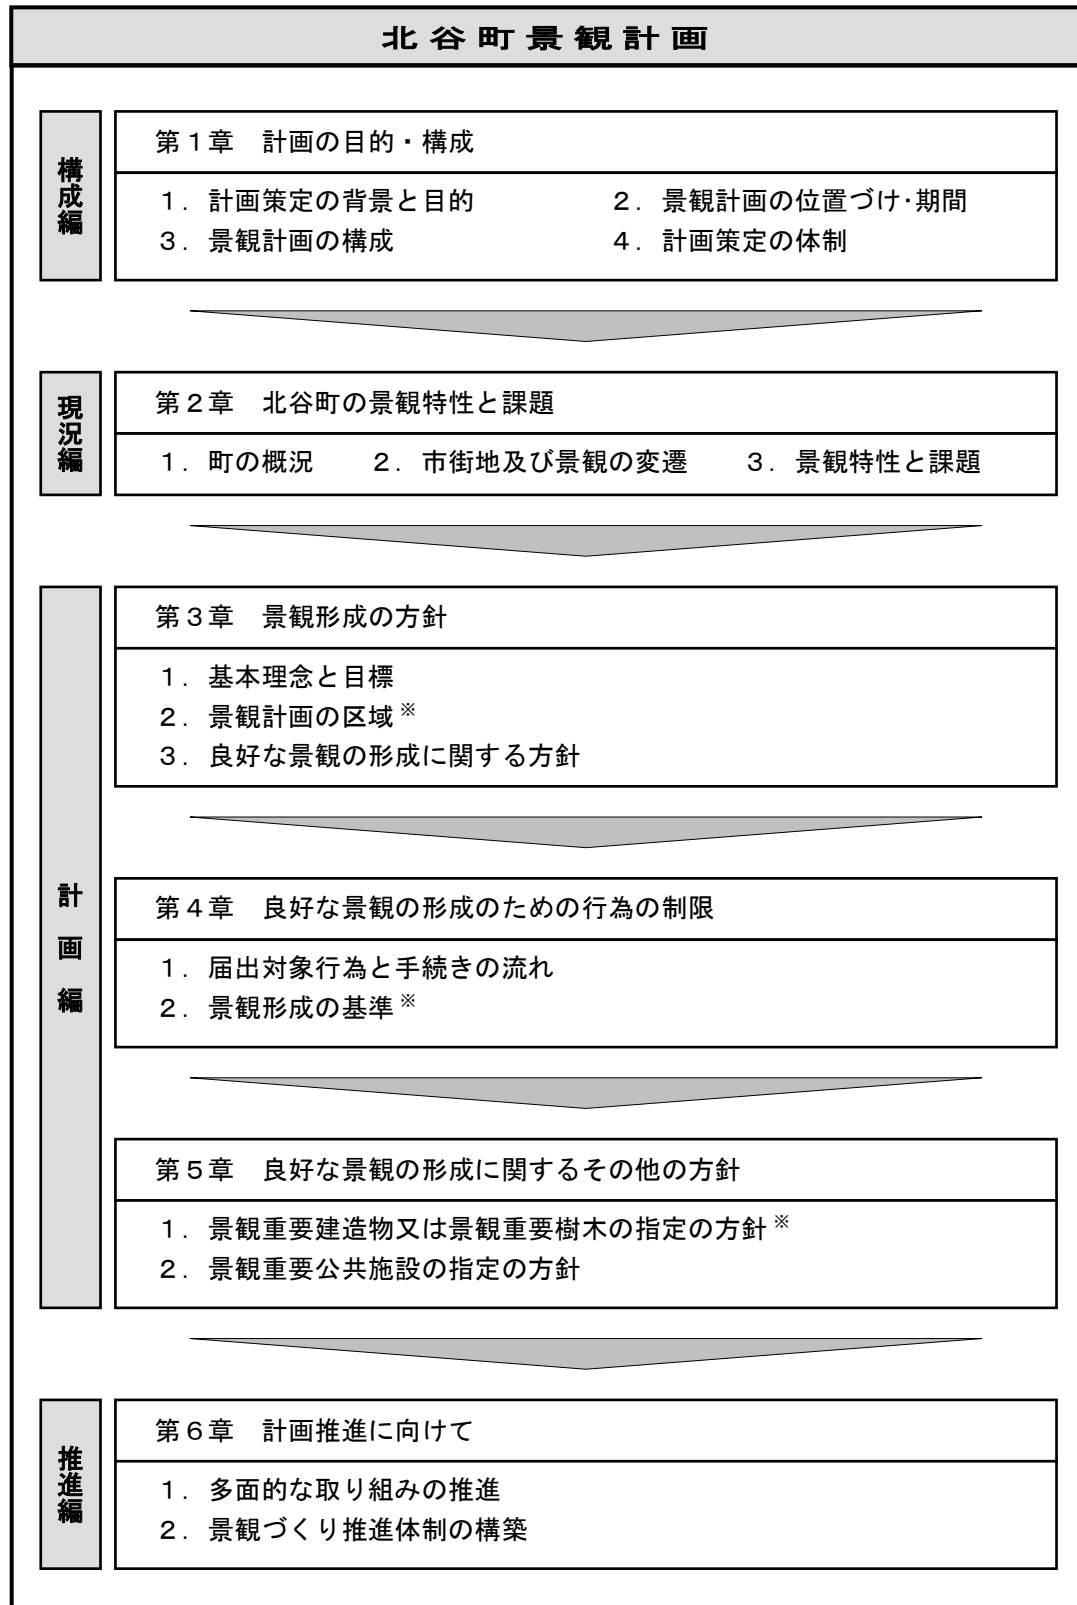 北谷町景観計画
構成編
第１章　計画の目的・構成
１．計画策定の背景と目的　２．景観計画の位置づけ・期間
３．景観計画の構成　４．計画策定の体制
現況編
第２章　北谷町の景観特性と課題
１．町の概況　２．市街地及び景観の変遷　３．景観特性と課題
計画編
第３章　景観形成の方針
１．基本理念と目標
２．景観計画の区域※
３．良好な景観の形成に関する方針
第４章　良好な景観の形成のための行為の制限
１．届出対象行為と手続きの流れ
２．景観形成の基準※
第５章　良好な景観の形成に関するその他の方針
１．景観重要建造物又は景観重要樹木の指定の方針※
２．景観重要公共施設の指定の方針
推進編
第６章　計画推進に向けて
１．多面的な取り組みの推進
２．景観づくり推進体制の構築